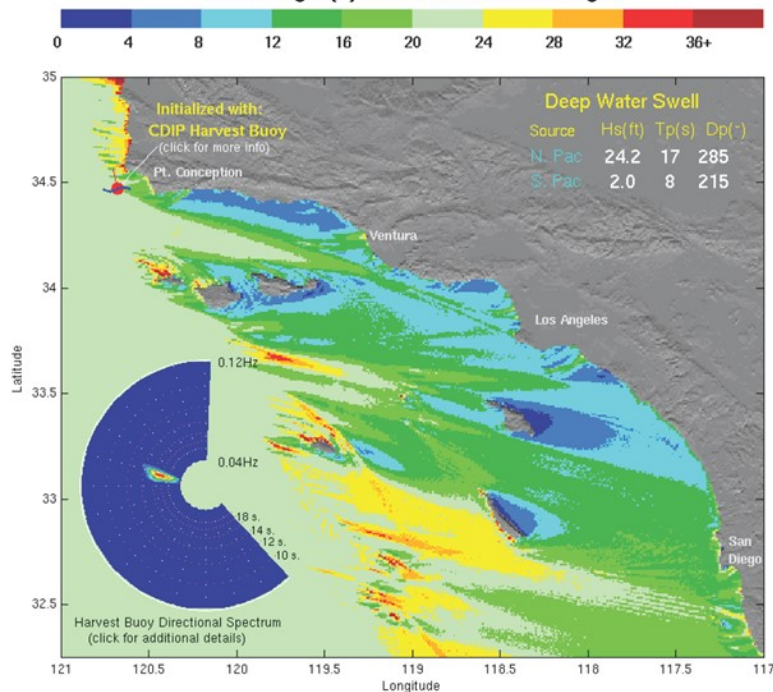 0 4 8 12 16 20 24 28 32 36+
35
Initialized with:
CDIP Harvest Buoy
(click for more info)
Pt. Conception
Deep Water Swell
Source Hs(ft) Tp(s) Dp(-)
N. Pac 24.2 17 285
S. Pac 2.0 8 215
34.5
Ventura
34
Los Angeles
Latitude
33.5
0.12Hz
0.04Hz
33
18 s.
14 s.
12 s.
10 s.
San
Diego
32.5
Harvest Buoy Directional Spectrum
(click for additional details)
121 120.5 120 119.5 119 118.5 118 117.5 117
Longitude